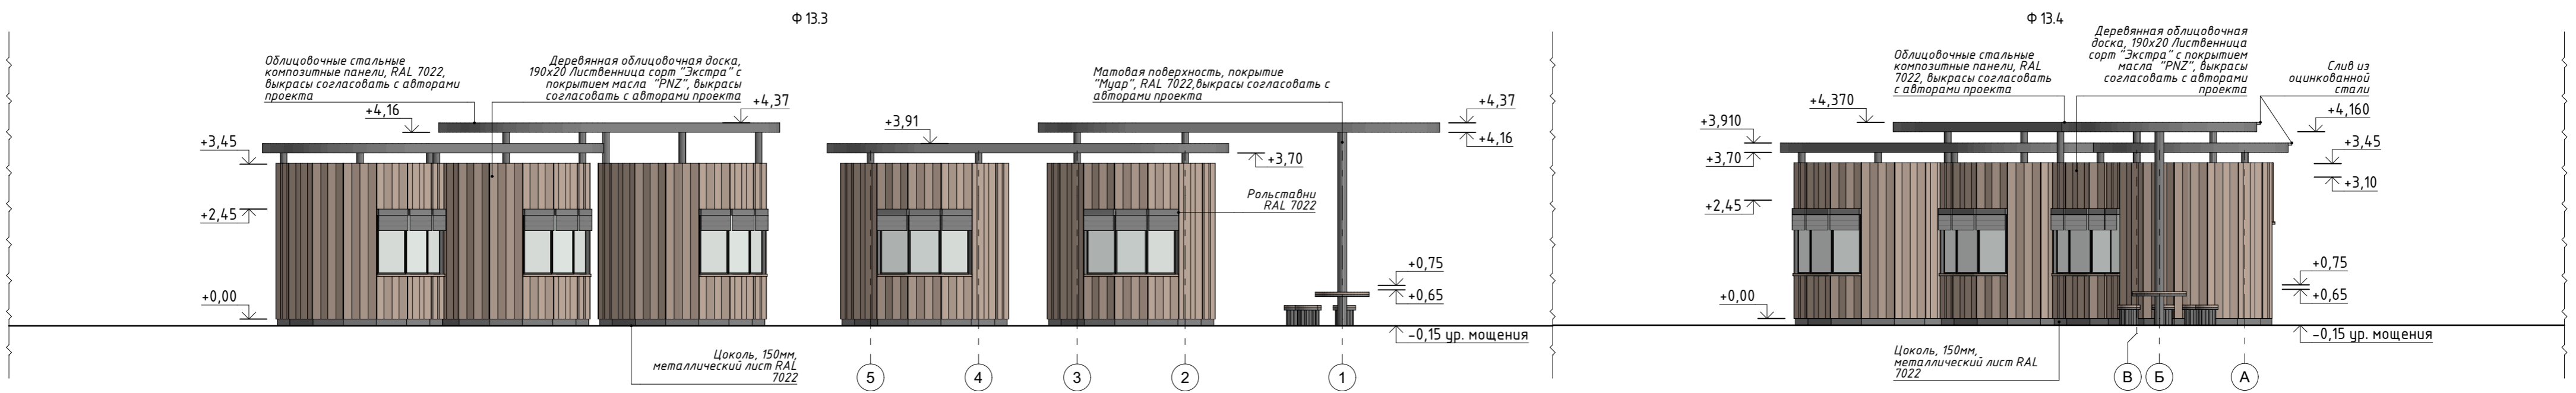 Ф 13.3
Облицовочные стальные
композитные панели, RAL 7022,
выкрасы согласовать с авторами
проекта
Деревянная облицовочная доска,
190х20 Лиственница сорт "Экстра" с
покрытием масла "PNZ", выкрасы
согласовать с авторами проекта
Матовая поверхность, покрытие
"Муар", RAL 7022,выкрасы согласовать с
авторами проекта
+4,16
+4,37
+3,91
+4,37
+4,16
+3,45
+3,70
+2,45
Рольставни
RAL 7022
+0,75
+0,65
+0,00
-0,15 ур. мощения
Цоколь, 150мм,
металлический лист RAL
7022
5
4
3
2
1
Ф 13.4
Облицовочные стальные
композитные панели, RAL
7022, выкрасы согласовать
с авторами проекта
Деревянная облицовочная
доска, 190х20 Лиственница
сорт "Экстра" с покрытием
масла "PNZ", выкрасы
согласовать с авторами
проекта
Слив из
оцинкованной
стали
+4,370
+4,160
+3,910
+3,70
+3,45
+3,10
+2,45
+0,75
+0,65
+0,00
-0,15 ур. мощения
Цоколь, 150мм,
металлический лист RAL
7022
В
Б
А